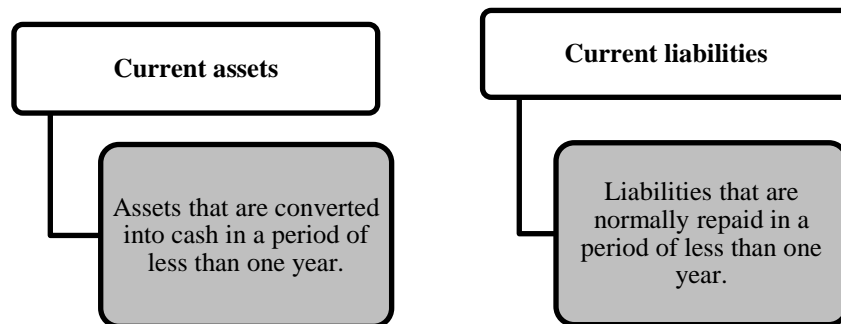 Current assets
Assets that are converted
into cash in a period of
less than one year.
Current liabilities
Liabilities that are
normally repaid in a
period of less than one
year.